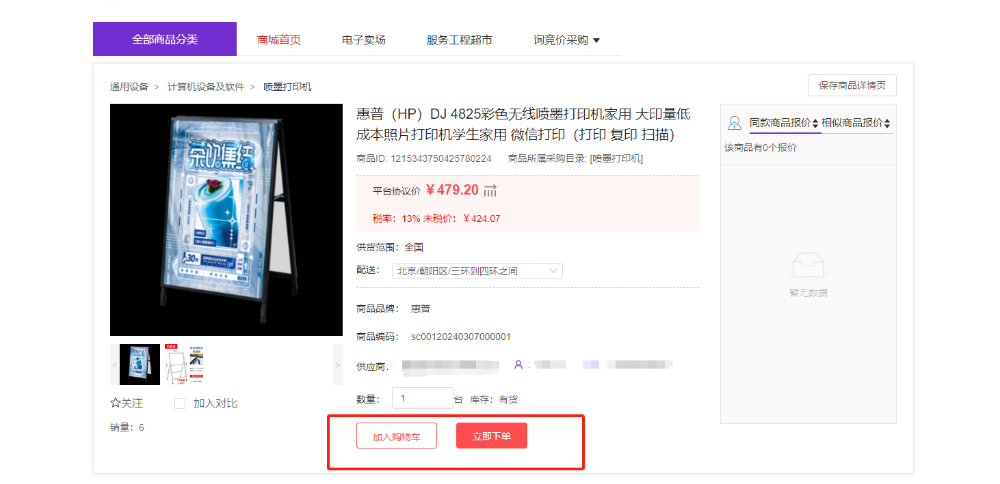 全部商品分类 商城首页 电子卖场 服务工程超市 询竞价采购
通用设备 > 计算机设备及软件 > 喷墨打印机
保存商品详情页
惠普（HP）DJ 4825彩色无线喷墨打印机家用 大印量低
成本照片打印机学生家用 微信打印（打印 复印 扫描）
商品ID: 1215343750425780224 商品所属采购目录: [喷墨打印机]
平台协议价 ￥479.20
税率：13% 未税价：￥424.07
供货范围：全国
配送： 北京/朝阳区/三环到四环之间
商品品牌： 惠普
商品编码： sc00120240307000001
供应商：
数量： 1 台 库存：有货
加入购物车 立即下单
茶饮集结
30
< >
关注 加入对比
销量：6
同款商品报价 相似商品报价
该商品有0个报价
暂无数据